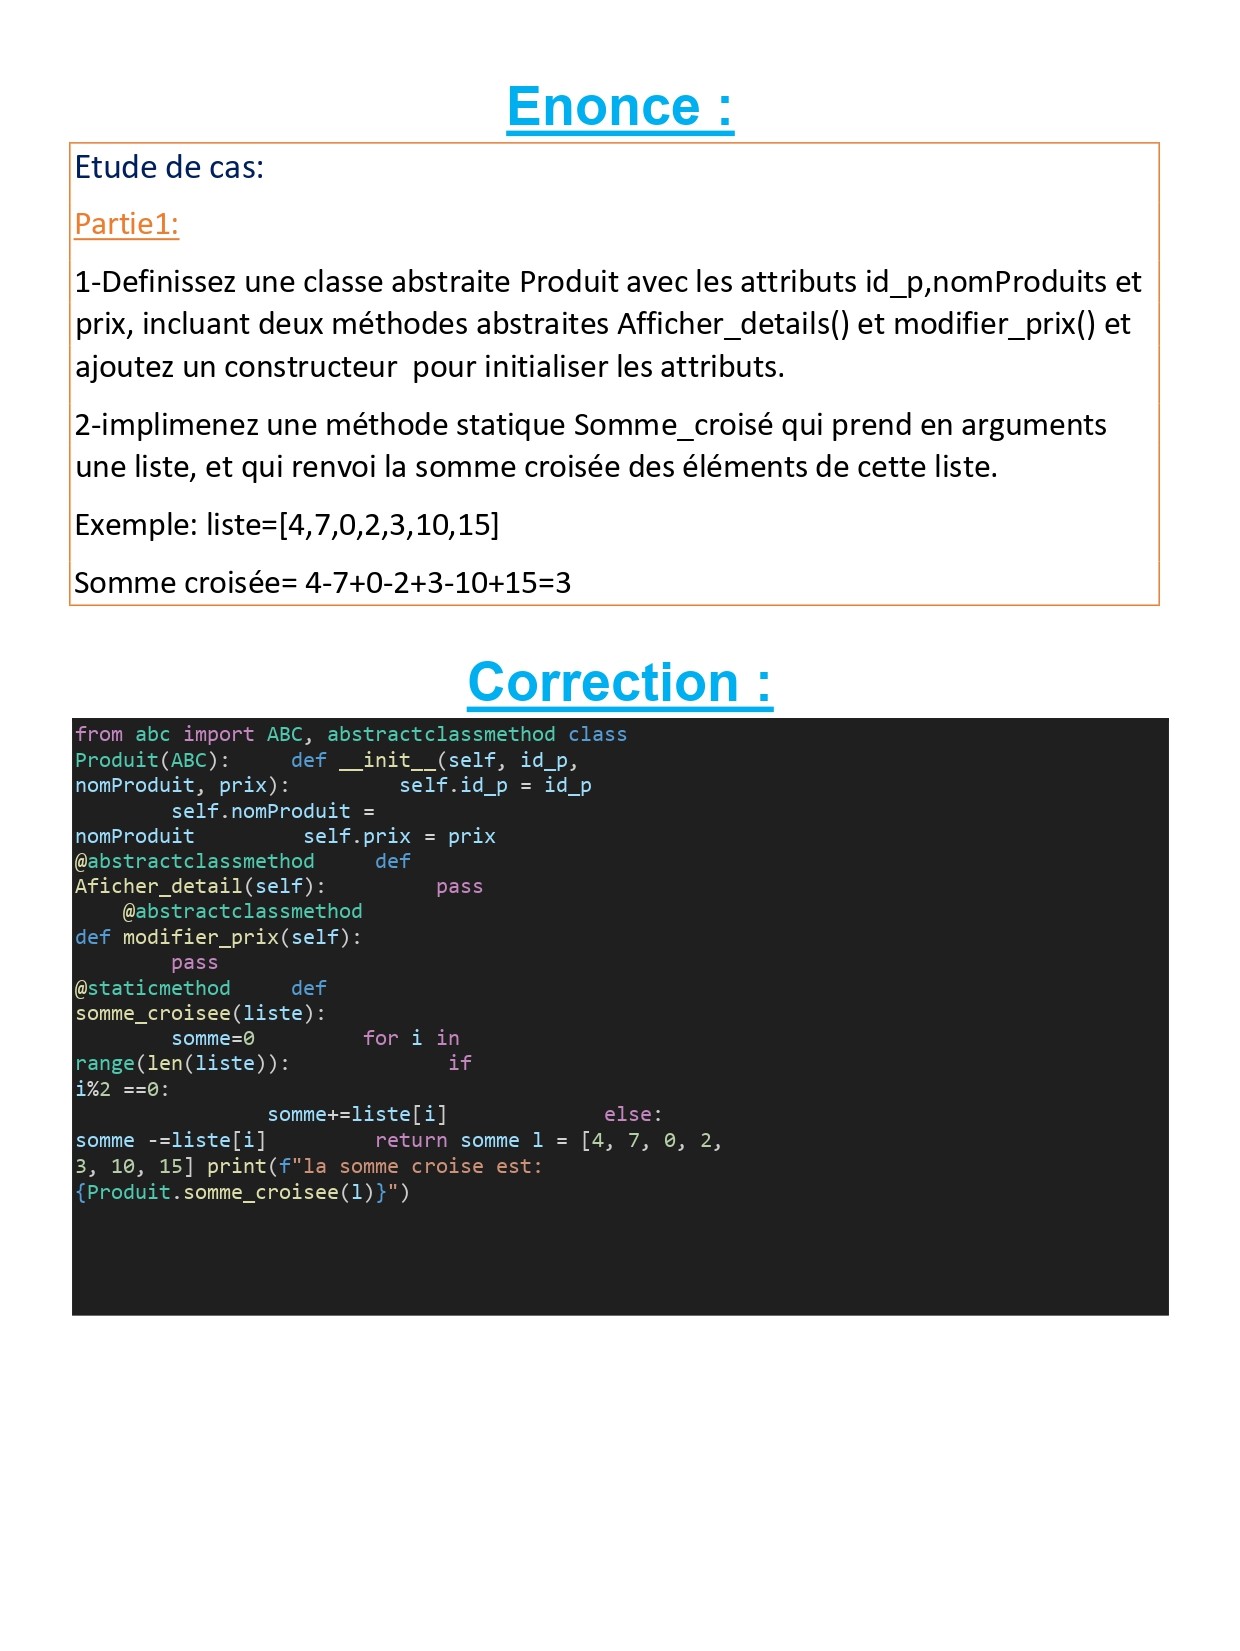 Enonce :
Etude de cas:
Partie1:
1-Definissez une classe abstraite Produit avec les attributs id_p,nomProduits et
prix, incluant deux méthodes abstraites Afficher_details() et modifier_prix() et
ajoutez un constructeur  pour initialiser les attributs.
2-implimenez une méthode statique Somme_croisé qui prend en arguments
une liste, et qui renvoi la somme croisée des éléments de cette liste.
Exemple: liste=[4,7,0,2,3,10,15]
Somme croisée= 4-7+0-2+3-10+15=3
Correction :
from abc import ABC, abstractclassmethod class
Produit(ABC):     def __init__(self, id_p,
nomProduit, prix):         self.id_p = id_p
        self.nomProduit =
nomProduit         self.prix = prix
@abstractclassmethod     def
Aficher_detail(self):         pass
    @abstractclassmethod
def modifier_prix(self):
        pass
@staticmethod     def
somme_croisee(liste):
        somme=0         for i in
range(len(liste)):             if
i%2 ==0:
                somme+=liste[i]             else:
somme -=liste[i]         return somme l = [4, 7, 0, 2,
3, 10, 15] print(f"la somme croise est:
{Produit.somme_croisee(l)}")